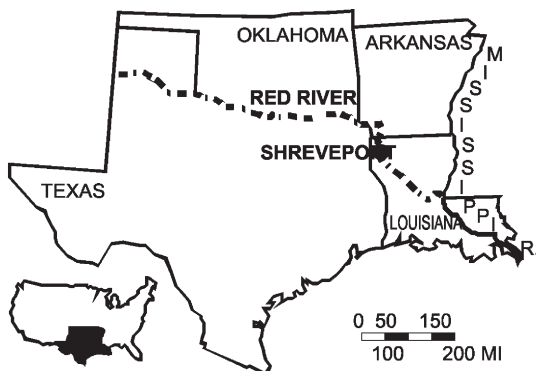 OKLAHOMA
ARKANSAS
RED RIVER
SHREVEPORT
TEXAS
LOUISIANA
MISSISSIPPI R.
0 50 150
100 200 MI